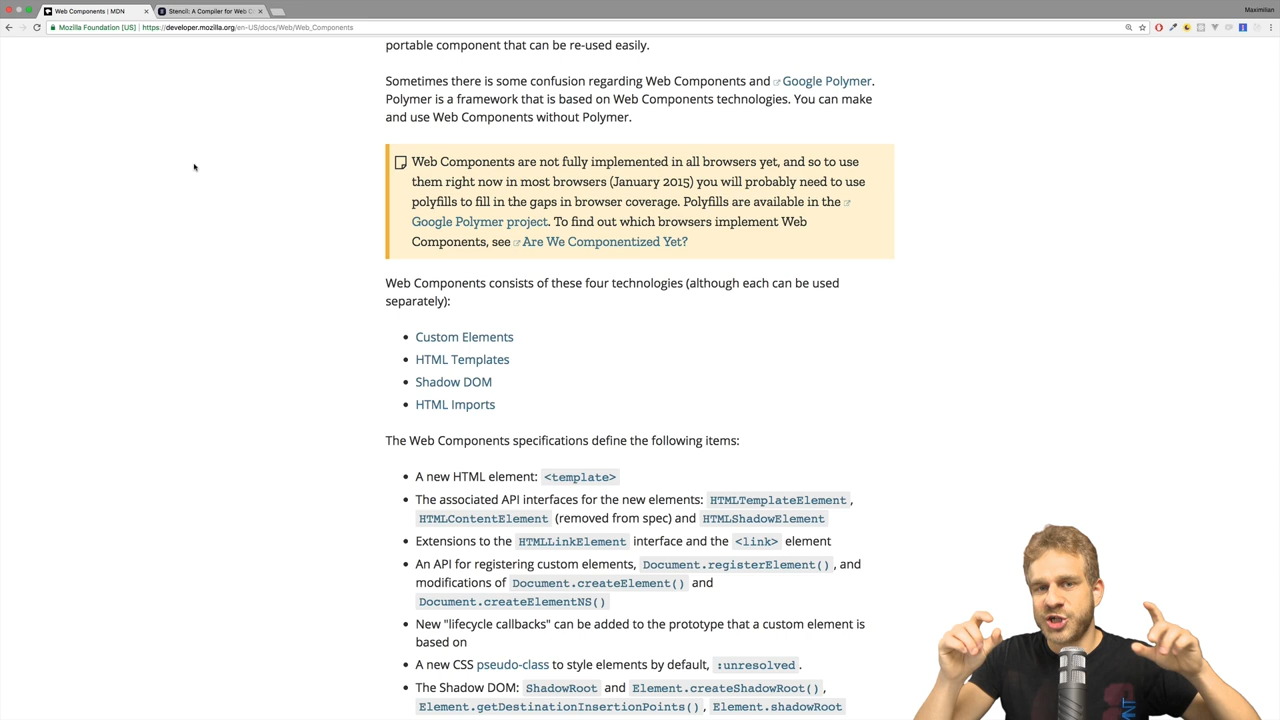 Web Components | MDN
Stencil: A Compiler for Web C
Maximilian
Mozilla Foundation [US] | https://developer.mozilla.org/en-US/docs/Web/Web_Components
portable component that can be re-used easily.
Sometimes there is some confusion regarding Web Components and Google Polymer.
Polymer is a framework that is based on Web Components technologies. You can make
and use Web Components without Polymer.
Web Components are not fully implemented in all browsers yet, and so to use
them right now in most browsers (January 2015) you will probably need to use
polyfills to fill in the gaps in browser coverage. Polyfills are available in the
Google Polymer project. To find out which browsers implement Web
Components, see Are We Componentized Yet?
Web Components consists of these four technologies (although each can be used
separately):
• Custom Elements
• HTML Templates
• Shadow DOM
• HTML Imports
The Web Components specifications define the following items:
• A new HTML element: <template>
• The associated API interfaces for the new elements: HTMLTemplateElement,
HTMLContentElement (removed from spec) and HTMLShadowElement
• Extensions to the HTMLLinkElement interface and the <link> element
• An API for registering custom elements, Document.registerElement(), and
modifications of Document.createElement() and
Document.createElementNS()
• New "lifecycle callbacks" can be added to the prototype that a custom element is
based on
• A new CSS pseudo-class to style elements by default, :unresolved.
• The Shadow DOM: ShadowRoot and Element.createShadowRoot(),
Element.getDestinationInsertionPoints(), Element.shadowRoot